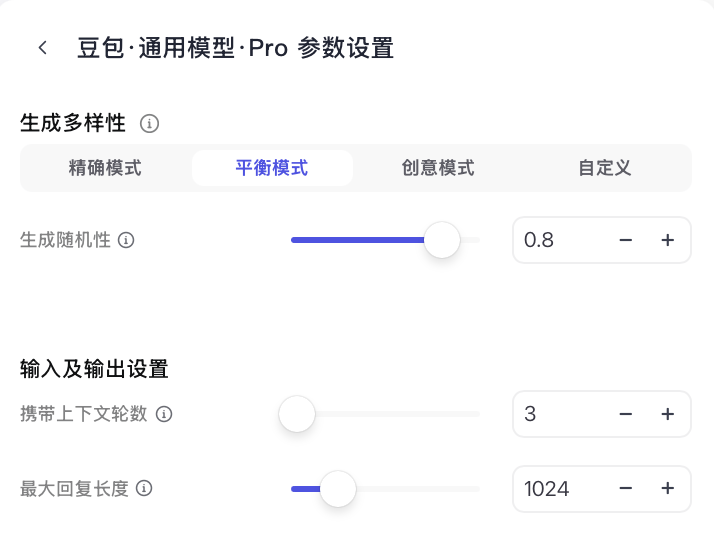 豆包·通用模型·Pro 参数设置
生成多样性
精确模式 平衡模式 创意模式 自定义
生成随机性 0.8 − +
输入及输出设置
携带上下文轮数 3 − +
最大回复长度 1024 − +